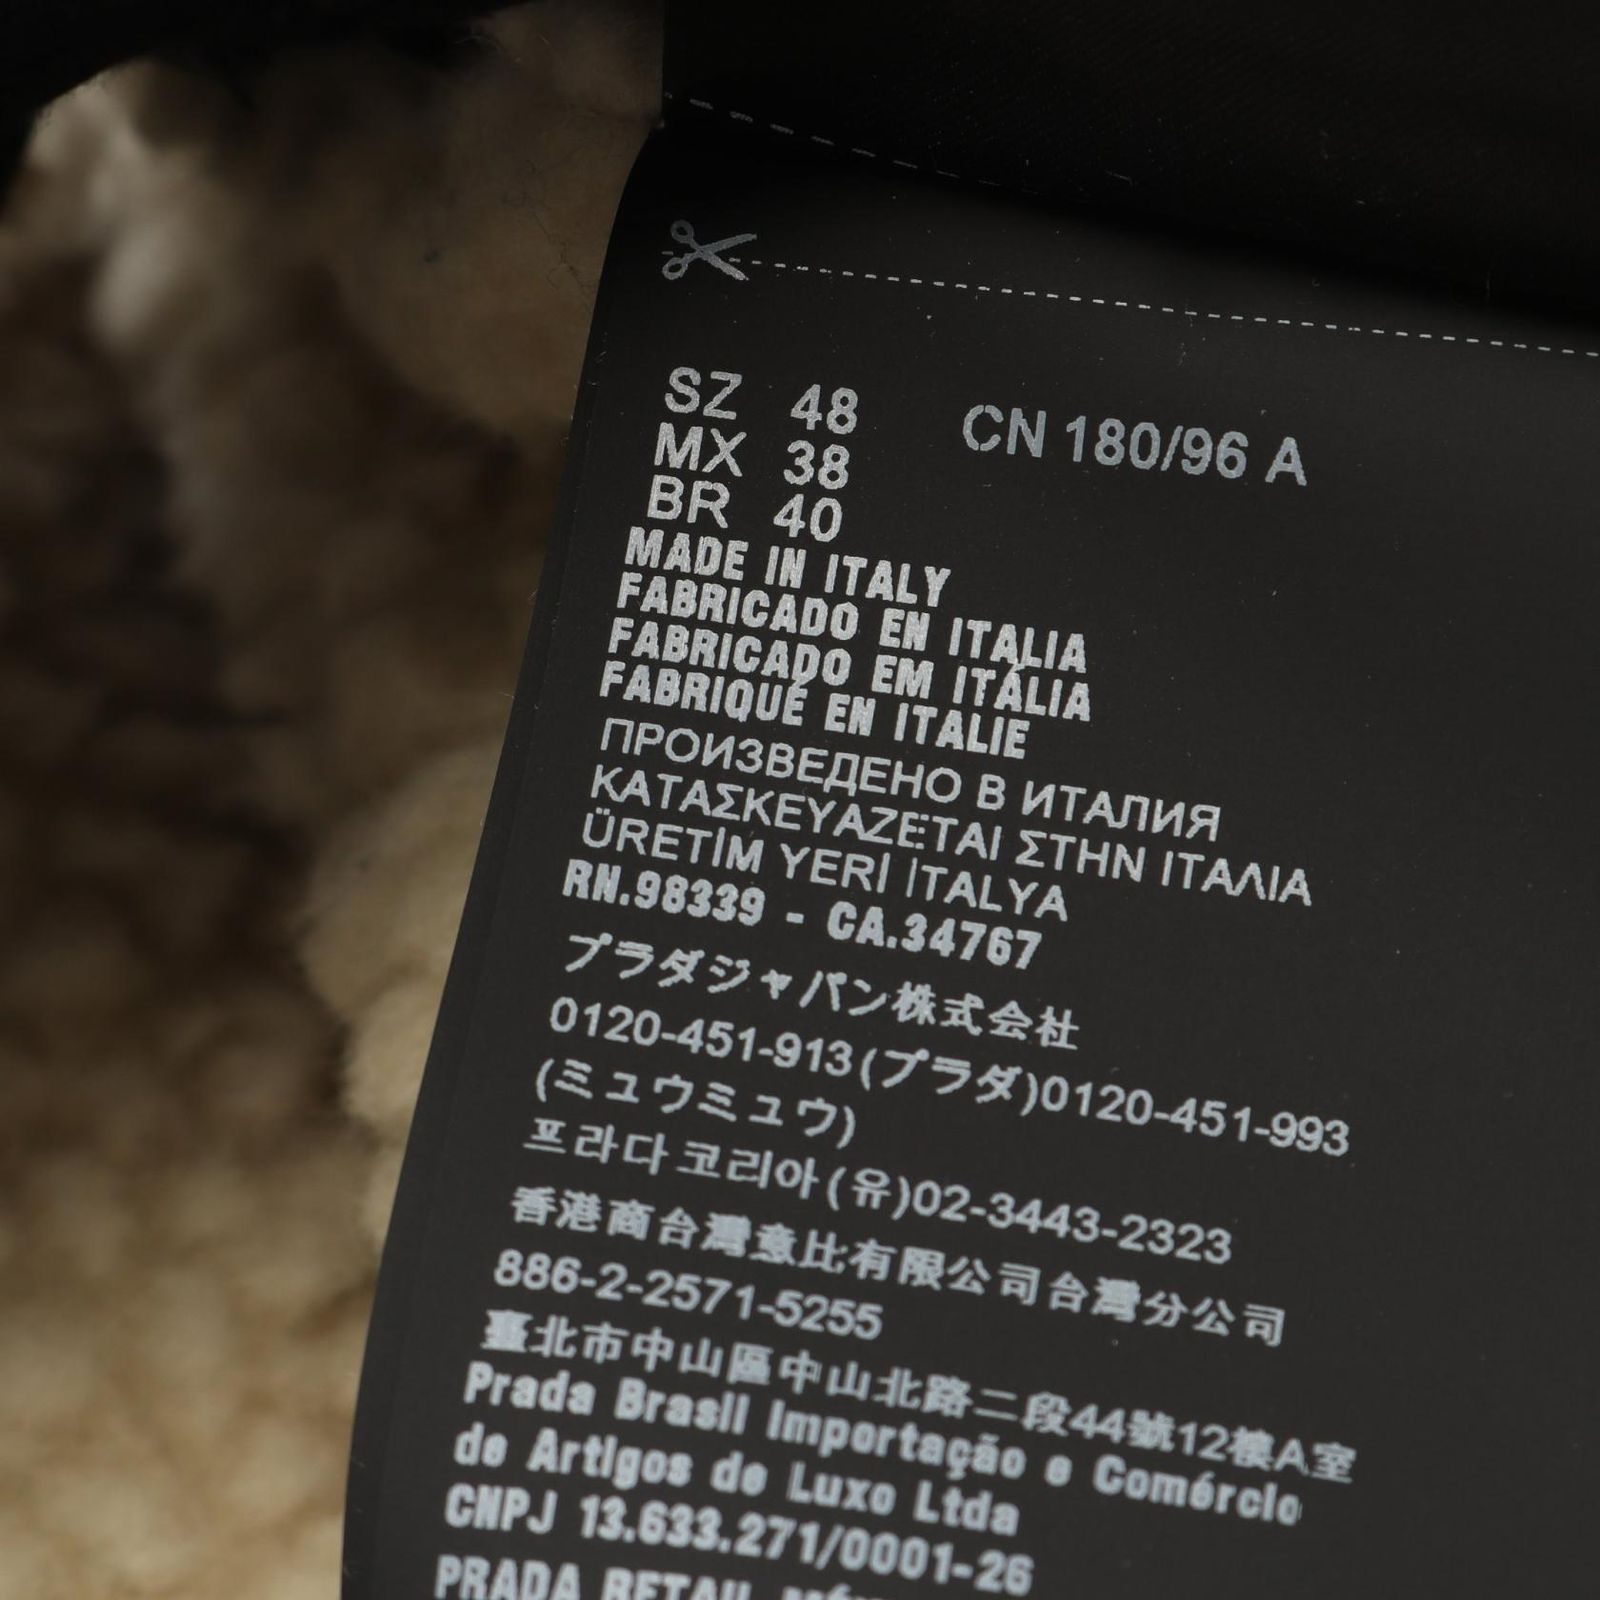 SZ 48 CN 180/96 A
MX 38
BR 40
MADE IN ITALY
FABRICADO EN ITALIA
FABRICADO EM ITÁLIA
FABRIQUÉ EN ITALIE
ПРОИЗВЕДЕНО В ИТАЛИЯ
ΚΑΤΑΣΚΕΥΑΖΕΤΑΙ ΣΤΗΝ ΙΤΑΛΙΑ
ÜRETİM YERİ İTALYA
RN.98339 - CA.34767
プラダジャパン株式会社
0120-451-913(プラダ)0120-451-993
(ミュウミュウ)
프라다코리아(유)02-3443-2323
香港商台灣意比有限公司台灣分公司
886-2-2571-5255
臺北市中山區中山北路二段44號12樓A室
Prada Brasil Importação e Comércio
de Artigos de Luxo Ltda
CNPJ 13.633.271/0001-26
PRADA RETAIL